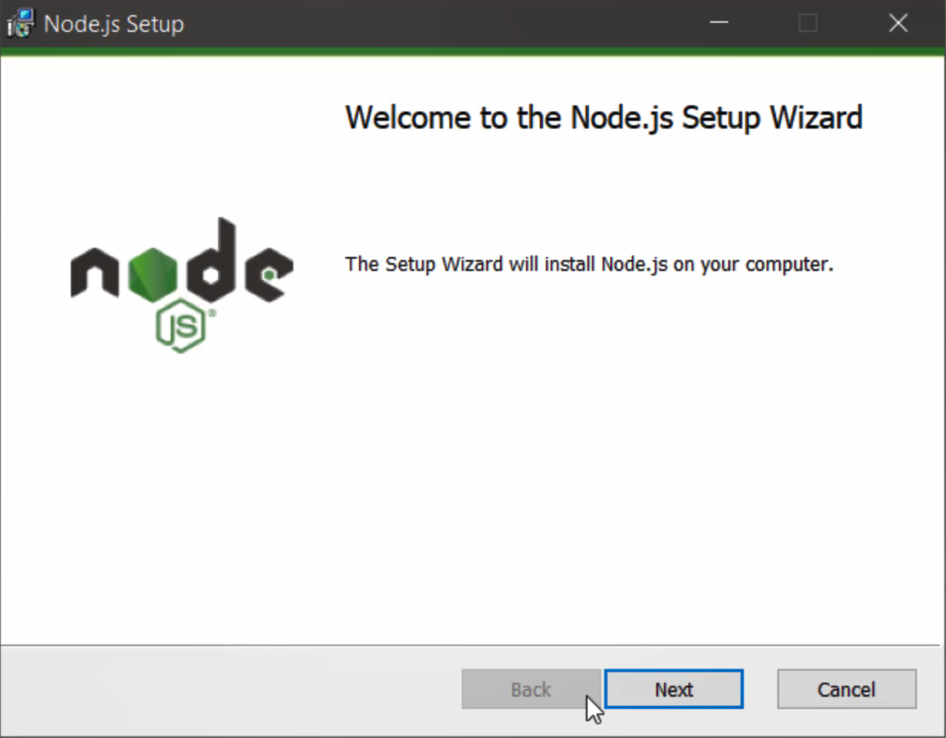 Node.js Setup
Welcome to the Node.js Setup Wizard
node
JS®
The Setup Wizard will install Node.js on your computer.
Back
Next
Cancel